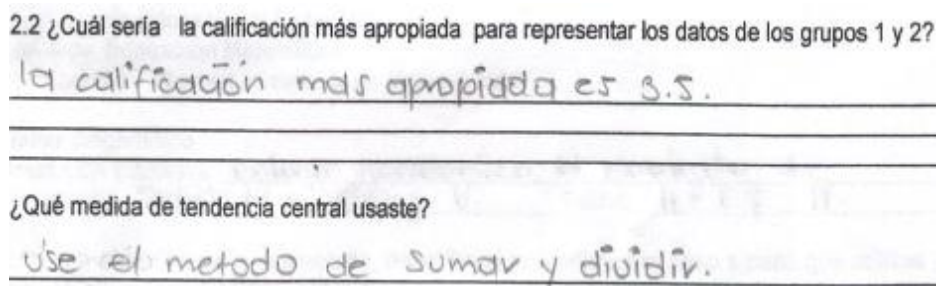 2.2 ¿Cuál sería la calificación más apropiada para representar los datos de los grupos 1 y 2?
la calificación mas apropiada es 3.5.
¿Qué medida de tendencia central usaste?
Use el metodo de sumar y dividir.